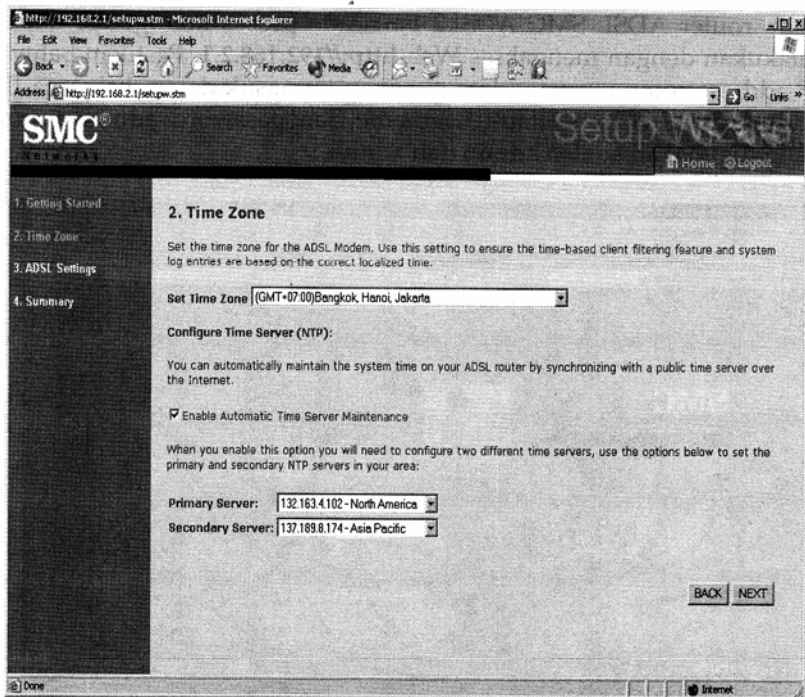 http://192.168.2.1/setupw.stm - Microsoft Internet Explorer
File Edit View Favorites Tools Help
Back Search Favorites Media
Address http://192.168.2.1/setupw.stm Go Links »
SMC®
Networks
Setup Wizard
Home Logout
1. Getting Started
2. Time Zone
3. ADSL Settings
4. Summary
2. Time Zone
Set the time zone for the ADSL Modem. Use this setting to ensure the time-based client filtering feature and system
log entries are based on the correct localized time.
Set Time Zone (GMT+07:00)Bangkok, Hanoi, Jakarta
Configure Time Server (NTP):
You can automatically maintain the system time on your ADSL router by synchronizing with a public time server over
the Internet.
Enable Automatic Time Server Maintenance
When you enable this option you will need to configure two different time servers, use the options below to set the
primary and secondary NTP servers in your area:
Primary Server: 132.163.4.102 - North America
Secondary Server: 137.189.8.174 - Asia Pacific
BACK NEXT
Done Internet